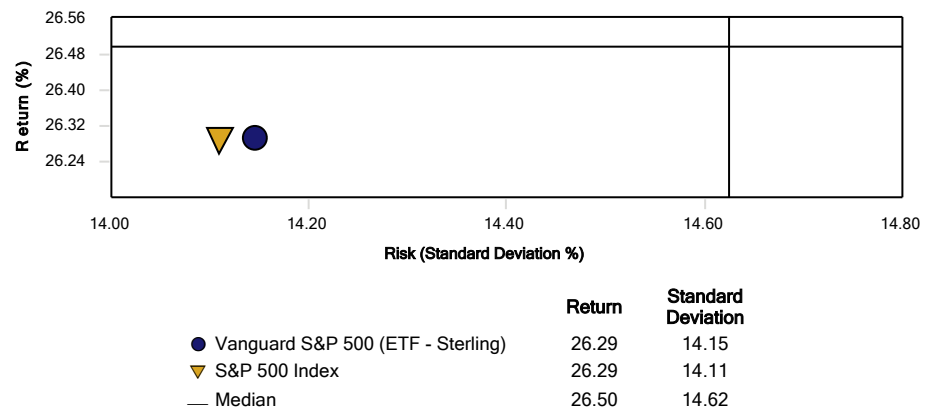 26.56
26.48
26.40
26.32
26.24
Return (%)
14.00 14.20 14.40 14.60 14.80
Risk (Standard Deviation %)
Return Standard Deviation
Vanguard S&P 500 (ETF - Sterling) 26.29 14.15
S&P 500 Index 26.29 14.11
Median 26.50 14.62